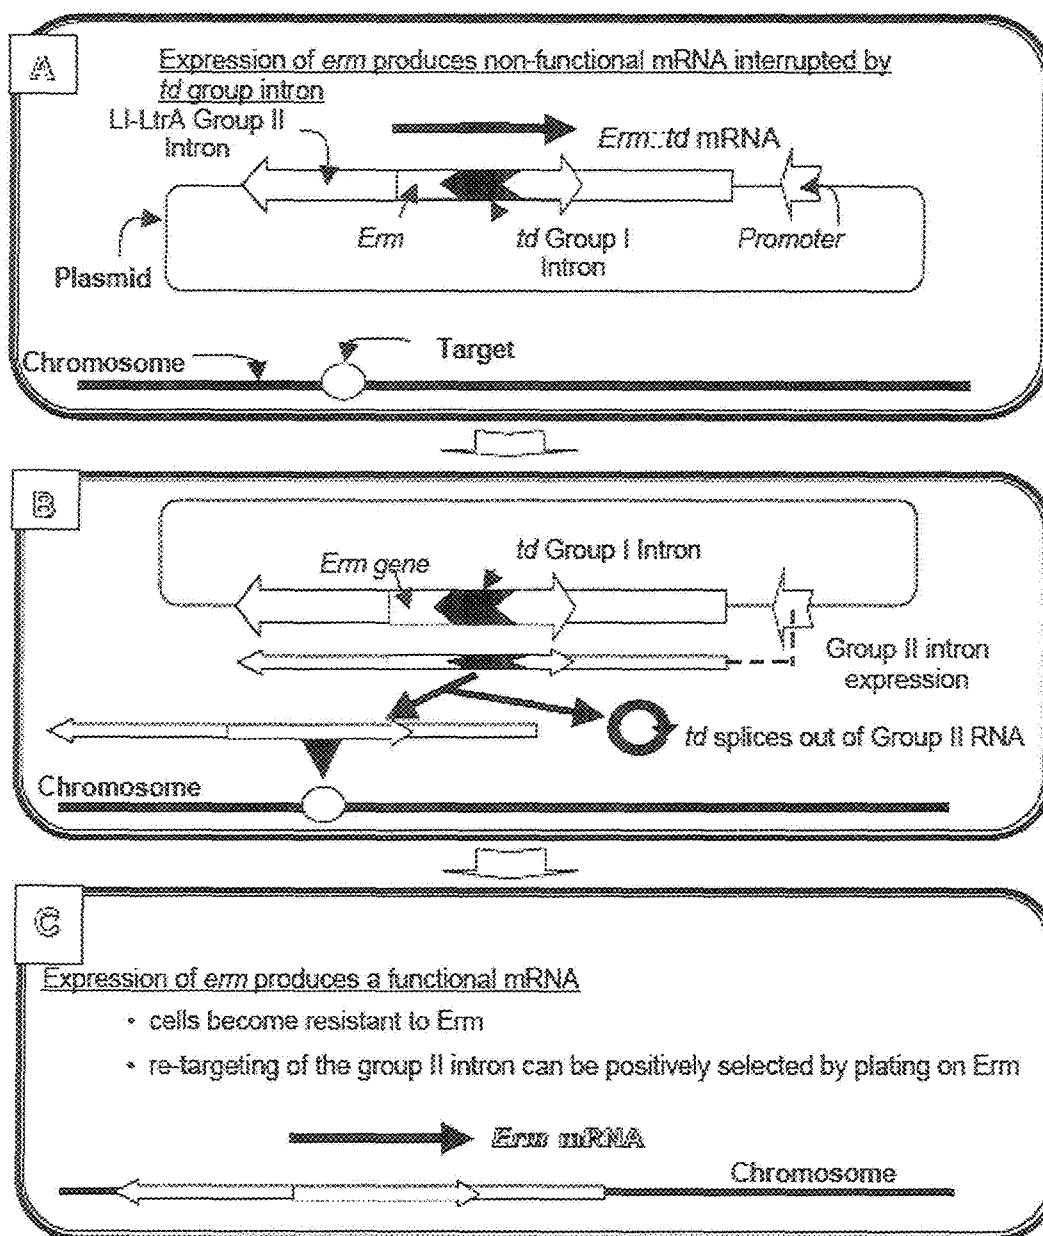 A
Expression of erm produces non-functional mRNA interrupted by
td group intron
Ll-LtrA Group II
Intron
Erm::td mRNA
Erm
td Group I
Intron
Promoter
Plasmid
Chromosome
Target
B
Erm gene
td Group I Intron
Group II intron
expression
td splices out of Group II RNA
Chromosome
C
Expression of erm produces a functional mRNA
• cells become resistant to Erm
• re-targeting of the group II intron can be positively selected by plating on Erm
Erm mRNA
Chromosome